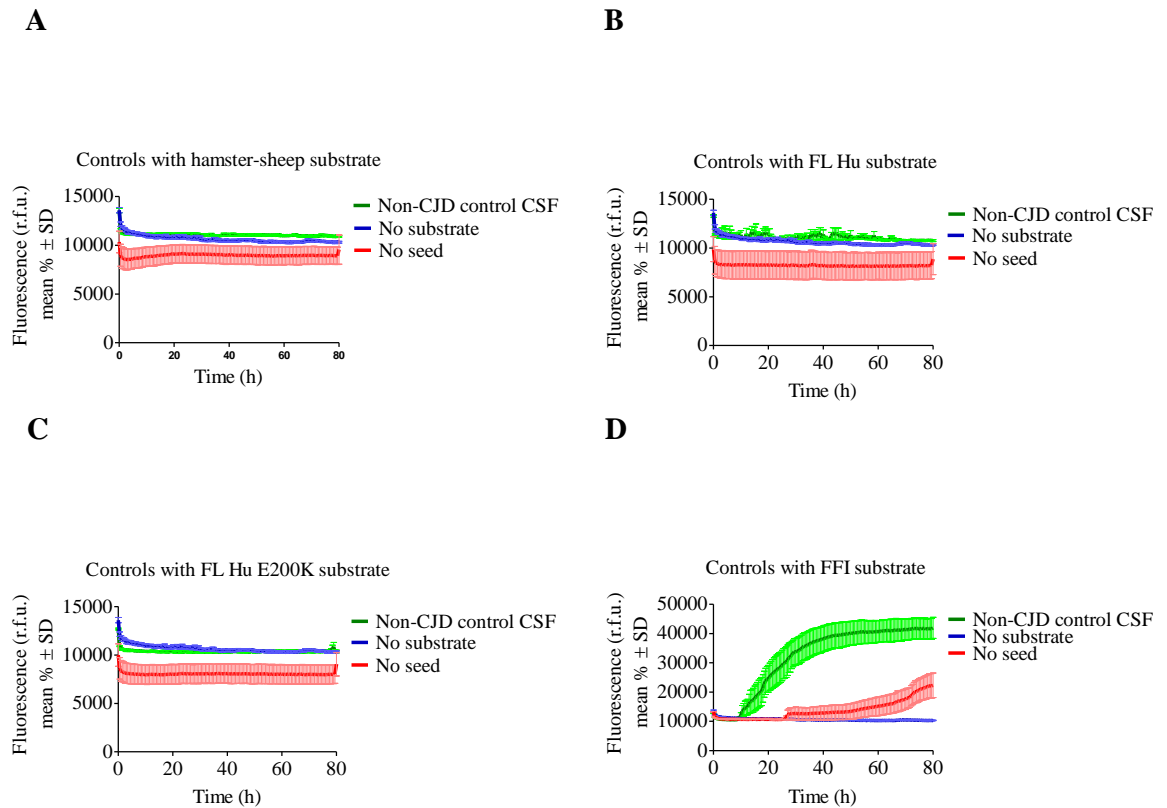 A
Controls with hamster-sheep substrate
Fluorescence (r.f.u.)
mean % ± SD
15000
10000
5000
0
0 20 40 60 80
Time (h)
Non-CJD control CSF
No substrate
No seed
B
Controls with FL Hu substrate
Fluorescence (r.f.u.)
mean % ± SD
15000
10000
5000
0
0 20 40 60 80
Time (h)
Non-CJD control CSF
No substrate
No seed
C
Controls with FL Hu E200K substrate
Fluorescence (r.f.u.)
mean % ± SD
15000
10000
5000
0
0 20 40 60 80
Time (h)
Non-CJD control CSF
No substrate
No seed
D
Controls with FFI substrate
Fluorescence (r.f.u.)
mean % ± SD
50000
40000
30000
20000
10000
0
0 20 40 60 80
Time (h)
Non-CJD control CSF
No substrate
No seed